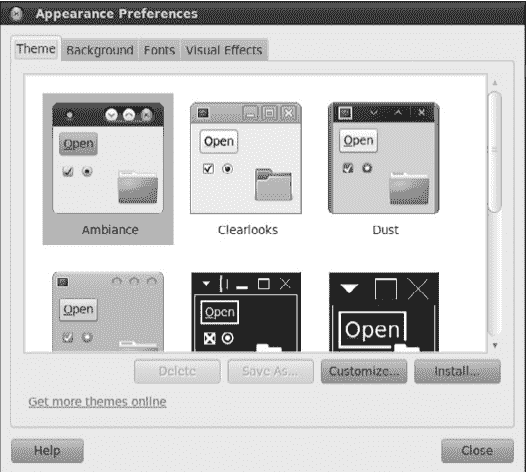 Appearance Preferences
Theme Background Fonts Visual Effects
Open Open Open
Ambiance Clearlooks Dust
Open Open Open
Delete Save As... Customize... Install...
Get more themes online
Help Close